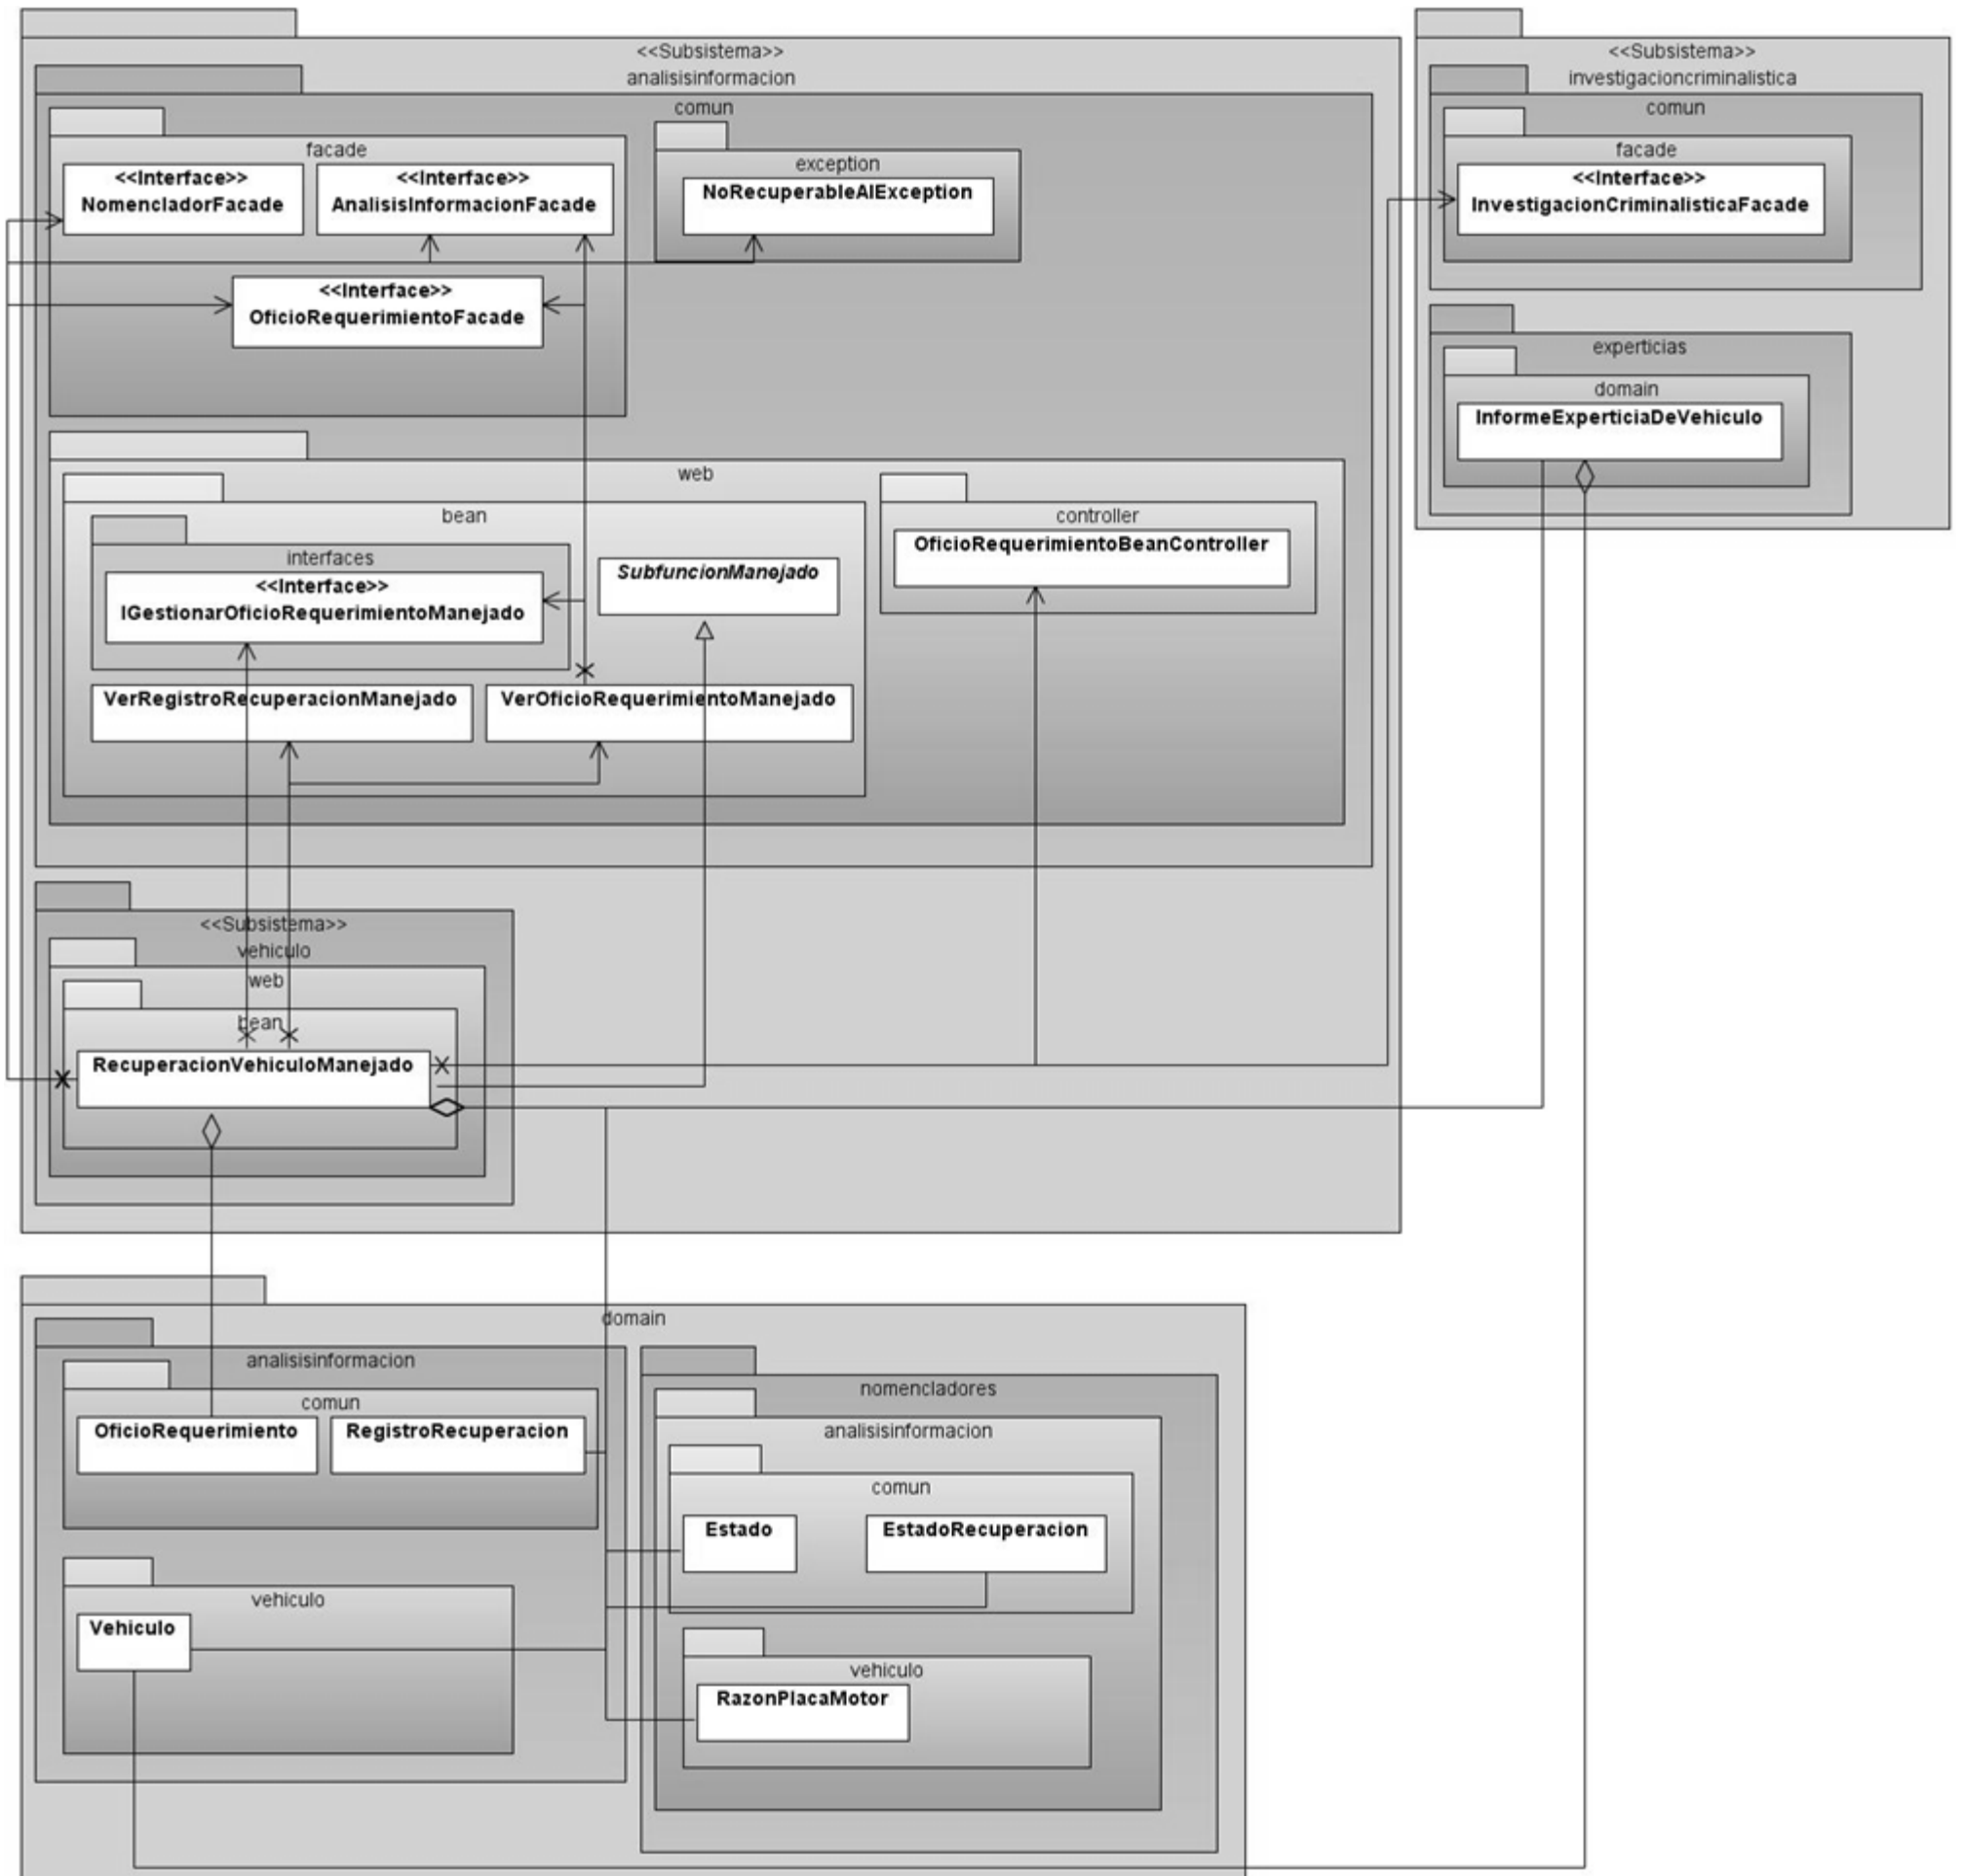 <<Subsistema>>
analisisinformacion
comun
facade
<<Interface>>
NomencladorFacade
<<Interface>>
AnalisisInformacionFacade
<<Interface>>
OficioRequerimientoFacade
exception
NoRecuperableAIException
web
bean
interfaces
<<Interface>>
IGestionarOficioRequerimientoManejado
SubfuncionManejado
VerRegistroRecuperacionManejado
VerOficioRequerimientoManejado
controller
OficioRequerimientoBeanController
<<Subsistema>>
vehiculo
web
bean
RecuperacionVehiculoManejado
<<Subsistema>>
investigacioncriminalistica
comun
facade
<<Interface>>
InvestigacionCriminalisticaFacade
experticias
domain
InformeExperticiaDeVehiculo
domain
analisisinformacion
comun
OficioRequerimiento
RegistroRecuperacion
vehiculo
Vehiculo
nomencladores
analisisinformacion
comun
Estado
EstadoRecuperacion
vehiculo
RazonPlacaMotor